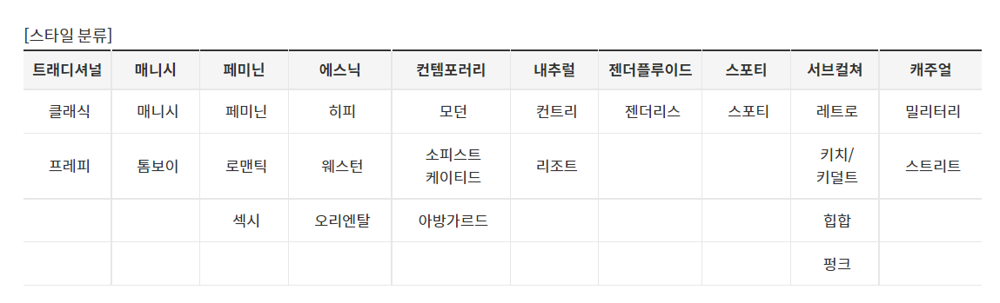 [스타일 분류]
트래디셔널 매니시 페미닌 에스닉 컨템포러리 내추럴 젠더플루이드 스포티 서브컬쳐 캐주얼
클래식 매니시 페미닌 히피 모던 컨트리 젠더리스 스포티 레트로 밀리터리
프레피 톰보이 로맨틱 웨스턴 소피스트 리조트 키치/ 스트리트
케이티드 키덜트
섹시 오리엔탈 아방가르드 힙합
펑크